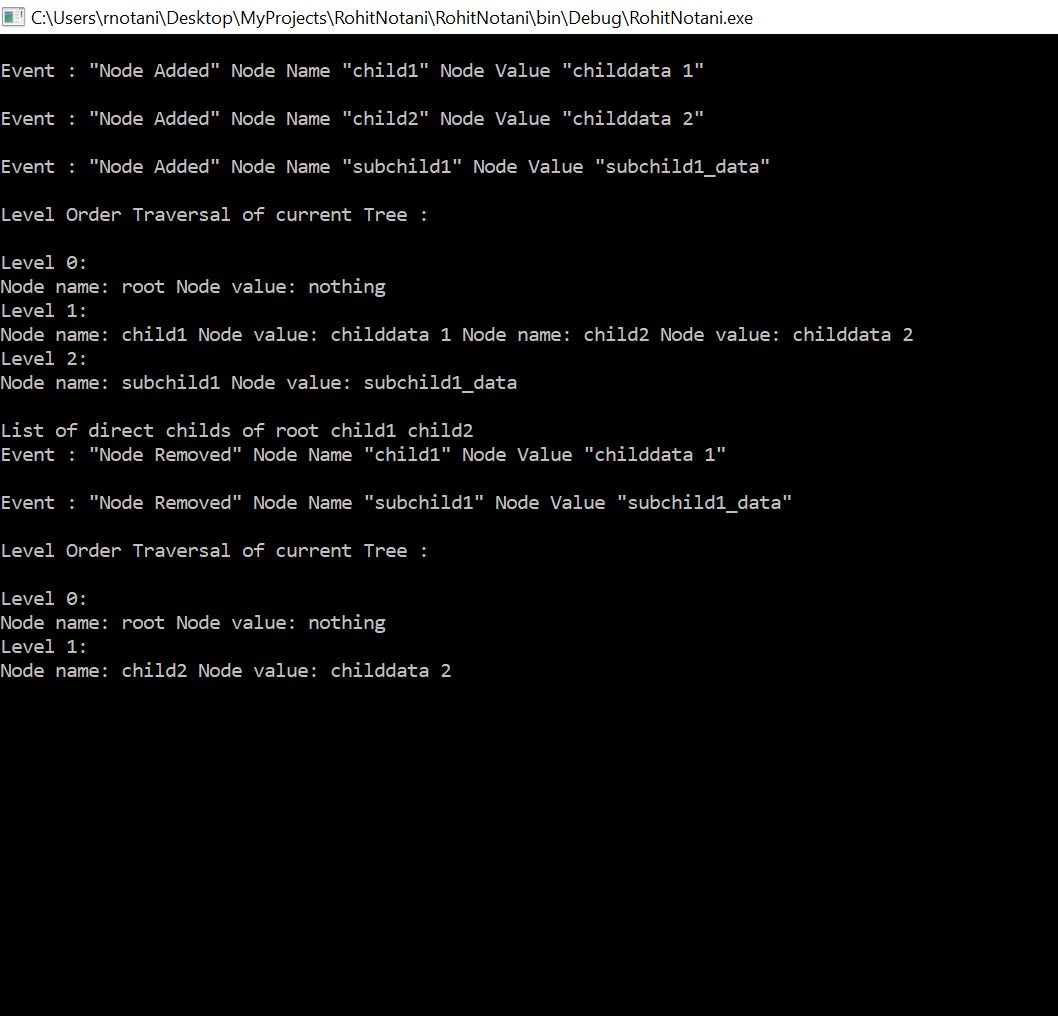 C:\Users\rnotani\Desktop\MyProjects\RohitNotani\RohitNotani\bin\Debug\RohitNotani.exe
Event : "Node Added" Node Name "child1" Node Value "childdata 1"
Event : "Node Added" Node Name "child2" Node Value "childdata 2"
Event : "Node Added" Node Name "subchild1" Node Value "subchild1_data"
Level Order Traversal of current Tree :
Level 0:
Node name: root Node value: nothing
Level 1:
Node name: child1 Node value: childdata 1 Node name: child2 Node value: childdata 2
Level 2:
Node name: subchild1 Node value: subchild1_data
List of direct childs of root child1 child2
Event : "Node Removed" Node Name "child1" Node Value "childdata 1"
Event : "Node Removed" Node Name "subchild1" Node Value "subchild1_data"
Level Order Traversal of current Tree :
Level 0:
Node name: root Node value: nothing
Level 1:
Node name: child2 Node value: childdata 2